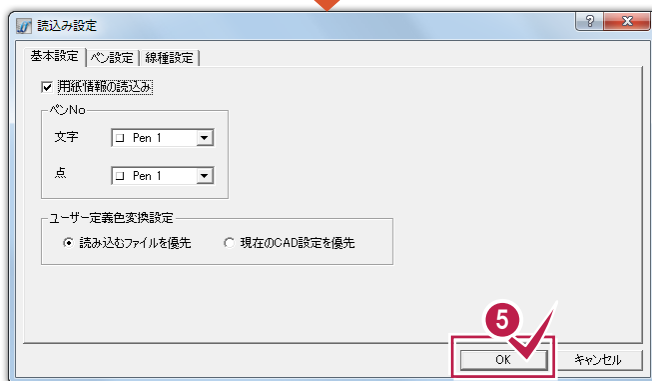 読込み設定
基本設定 ペン設定 線種設定
用紙情報の読込み
ペンNo
文字 Pen 1
点 Pen 1
ユーザー定義色変換設定
読み込むファイルを優先 現在のCAD設定を優先
5
OK キャンセル